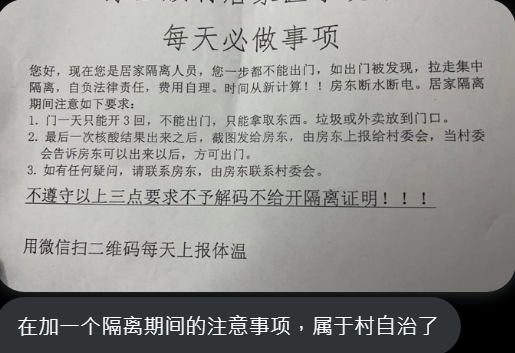 每天必做事项
您好，现在您是居家隔离人员，您一步都不能出门，如出门被发现，拉走集中
隔离，自负法律责任，费用自理。时间从新计算！！房东断水断电。居家隔离
期间注意如下要求：
1. 门一天只能开3回，不能出门，只能拿取东西。垃圾或外卖放到门口。
2. 最后一次核酸结果出来之后，截图发给房东，由房东上报给村委会，当村委
会告诉房东可以出来以后，方可出门。
3. 如有任何疑问，请联系房东，由房东联系村委会。
不遵守以上三点要求不予解码不给开隔离证明！！！
用微信扫二维码每天上报体温
在加一个隔离期间的注意事项，属于村自治了